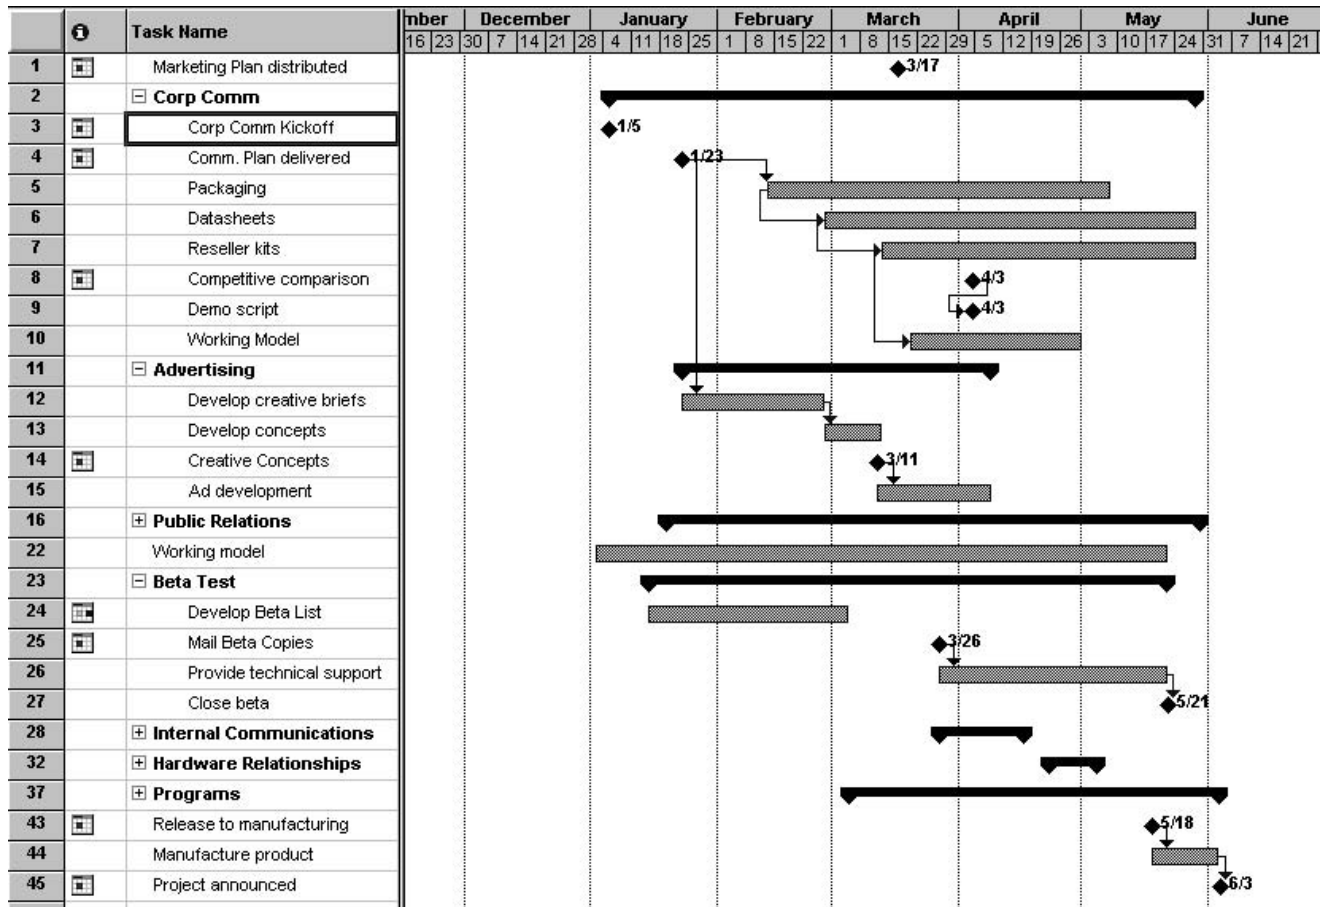 Task Name
mber December January February March April May June
16 23 30 7 14 21 28 4 11 18 25 1 8 15 22 1 8 15 22 29 5 12 19 26 3 10 17 24 31 7 14 21
1 Marketing Plan distributed 3/17
2 Corp Comm
3 Corp Comm Kickoff 1/5
4 Comm. Plan delivered 1/23
5 Packaging
6 Datasheets
7 Reseller kits
8 Competitive comparison 4/3
9 Demo script 4/3
10 Working Model
11 Advertising
12 Develop creative briefs
13 Develop concepts
14 Creative Concepts 3/11
15 Ad development
16 Public Relations
22 Working model
23 Beta Test
24 Develop Beta List
25 Mail Beta Copies 3/26
26 Provide technical support
27 Close beta 5/21
28 Internal Communications
32 Hardware Relationships
37 Programs
43 Release to manufacturing 5/18
44 Manufacture product
45 Project announced 6/3